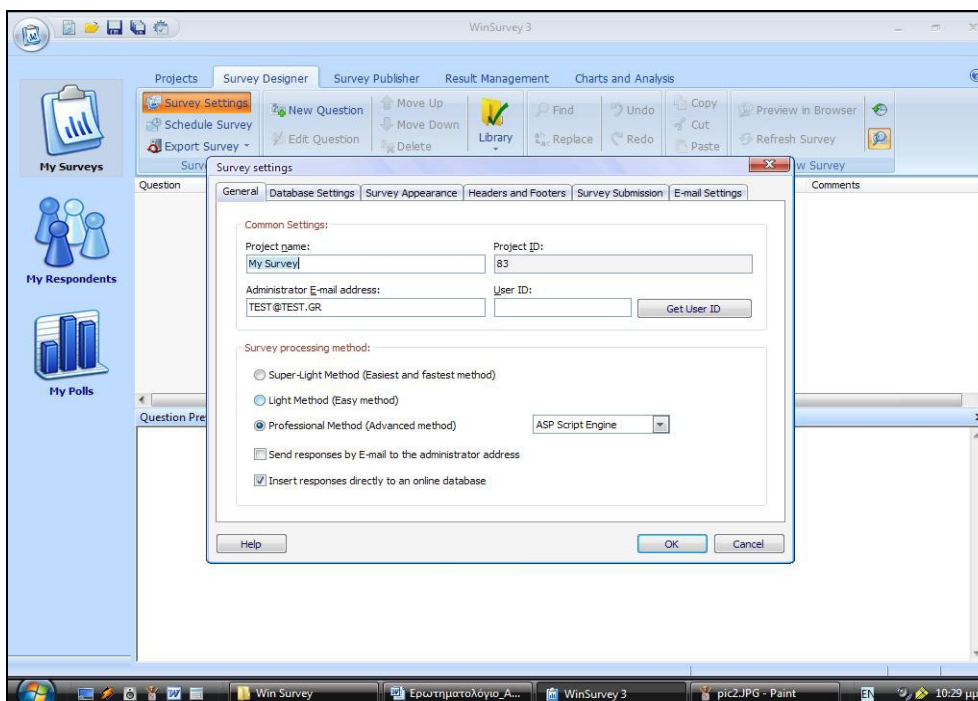 WinSurvey 3
Projects Survey Designer Survey Publisher Result Management Charts and Analysis
Survey Settings New Question Move Up Find Undo Copy Preview in Browser
Schedule Survey Move Down Cut
Export Survey Edit Question Delete Library Replace Redo Paste Refresh Survey
My Surveys
Surv
w Survey
Survey settings
Question
Comments
General Database Settings Survey Appearance Headers and Footers Survey Submission E-mail Settings
Common Settings:
Project name: Project ID:
My Survey 83
Administrator E-mail address: User ID:
TEST@TEST.GR Get User ID
My Respondents
Survey processing method:
Super-Light Method (Easiest and fastest method)
Light Method (Easy method)
Professional Method (Advanced method) ASP Script Engine
Send responses by E-mail to the administrator address
Insert responses directly to an online database
My Polls
Question Pre
Help OK Cancel
Win Survey Ερωτηματολόγιο_Α... WinSurvey 3 pic2.JPG - Paint EN 10:29 μμ